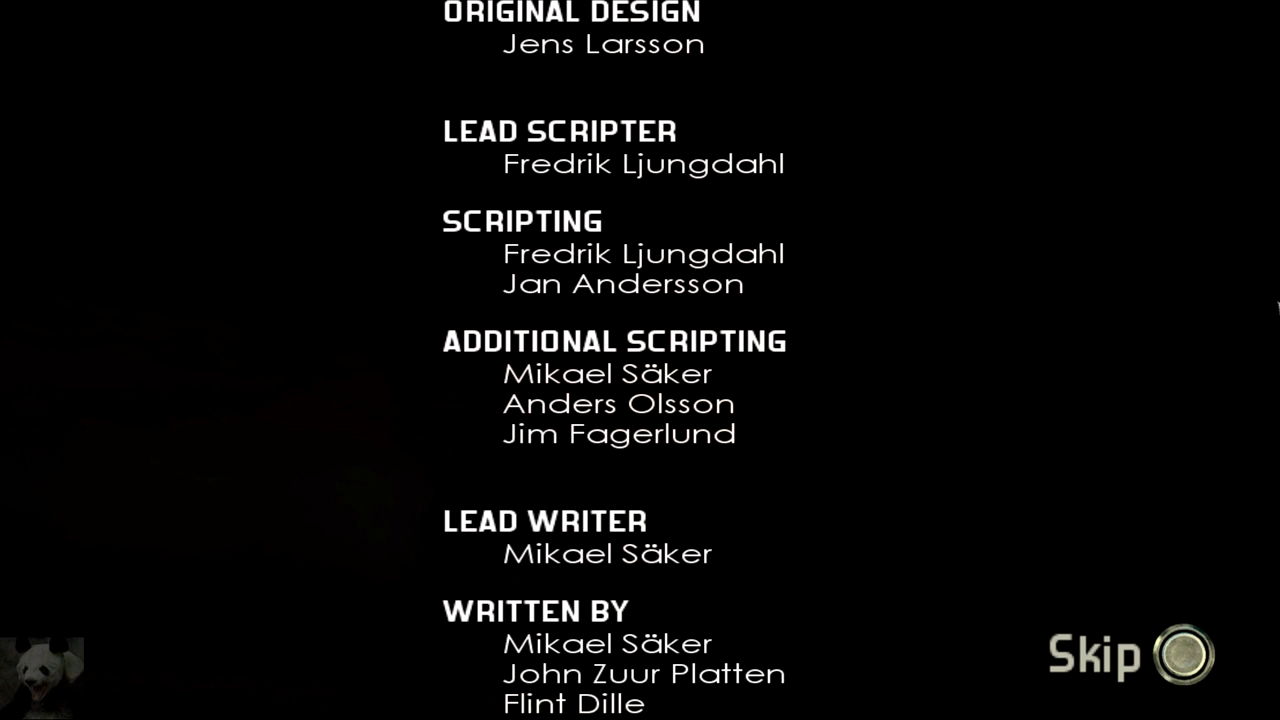 ORIGINAL DESIGN
Jens Larsson
LEAD SCRIPTER
Fredrik Ljungdahl
SCRIPTING
Fredrik Ljungdahl
Jan Andersson
ADDITIONAL SCRIPTING
Mikael Säker
Anders Olsson
Jim Fagerlund
LEAD WRITER
Mikael Säker
WRITTEN BY
Mikael Säker
John Zuur Platten
Flint Dille
Skip